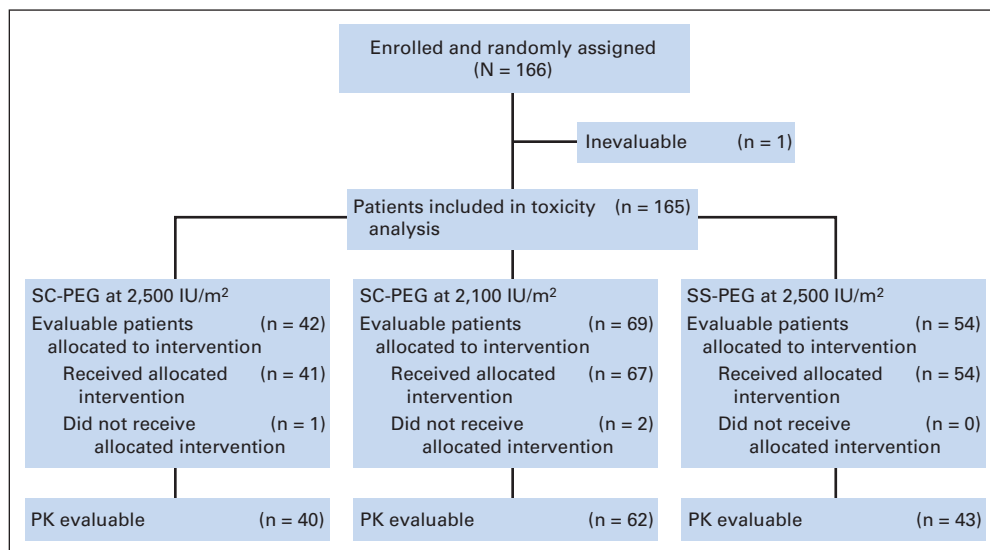 Enrolled and randomly assigned
(N = 166)
Inevaluable (n = 1)
Patients included in toxicity (n = 165)
analysis
SC-PEG at 2,500 IU/m²
Evaluable patients (n = 42)
allocated to intervention
Received allocated (n = 41)
intervention
Did not receive (n = 1)
allocated intervention
SC-PEG at 2,100 IU/m²
Evaluable patients (n = 69)
allocated to intervention
Received allocated (n = 67)
intervention
Did not receive (n = 2)
allocated intervention
SS-PEG at 2,500 IU/m²
Evaluable patients (n = 54)
allocated to intervention
Received allocated (n = 54)
intervention
Did not receive (n = 0)
allocated intervention
PK evaluable (n = 40)
PK evaluable (n = 62)
PK evaluable (n = 43)